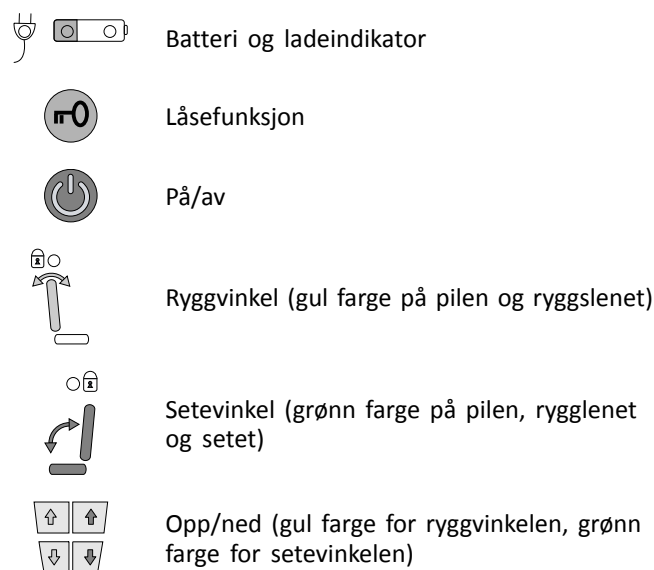 Batteri og ladeindikator
Låsefunksjon
På/av
Ryggvinkel (gul farge på pilen og ryggslenet)
Setevinkel (grønn farge på pilen, rygglenet
og setet)
Opp/ned (gul farge for ryggvinkelen, grønn
farge for setevinkelen)